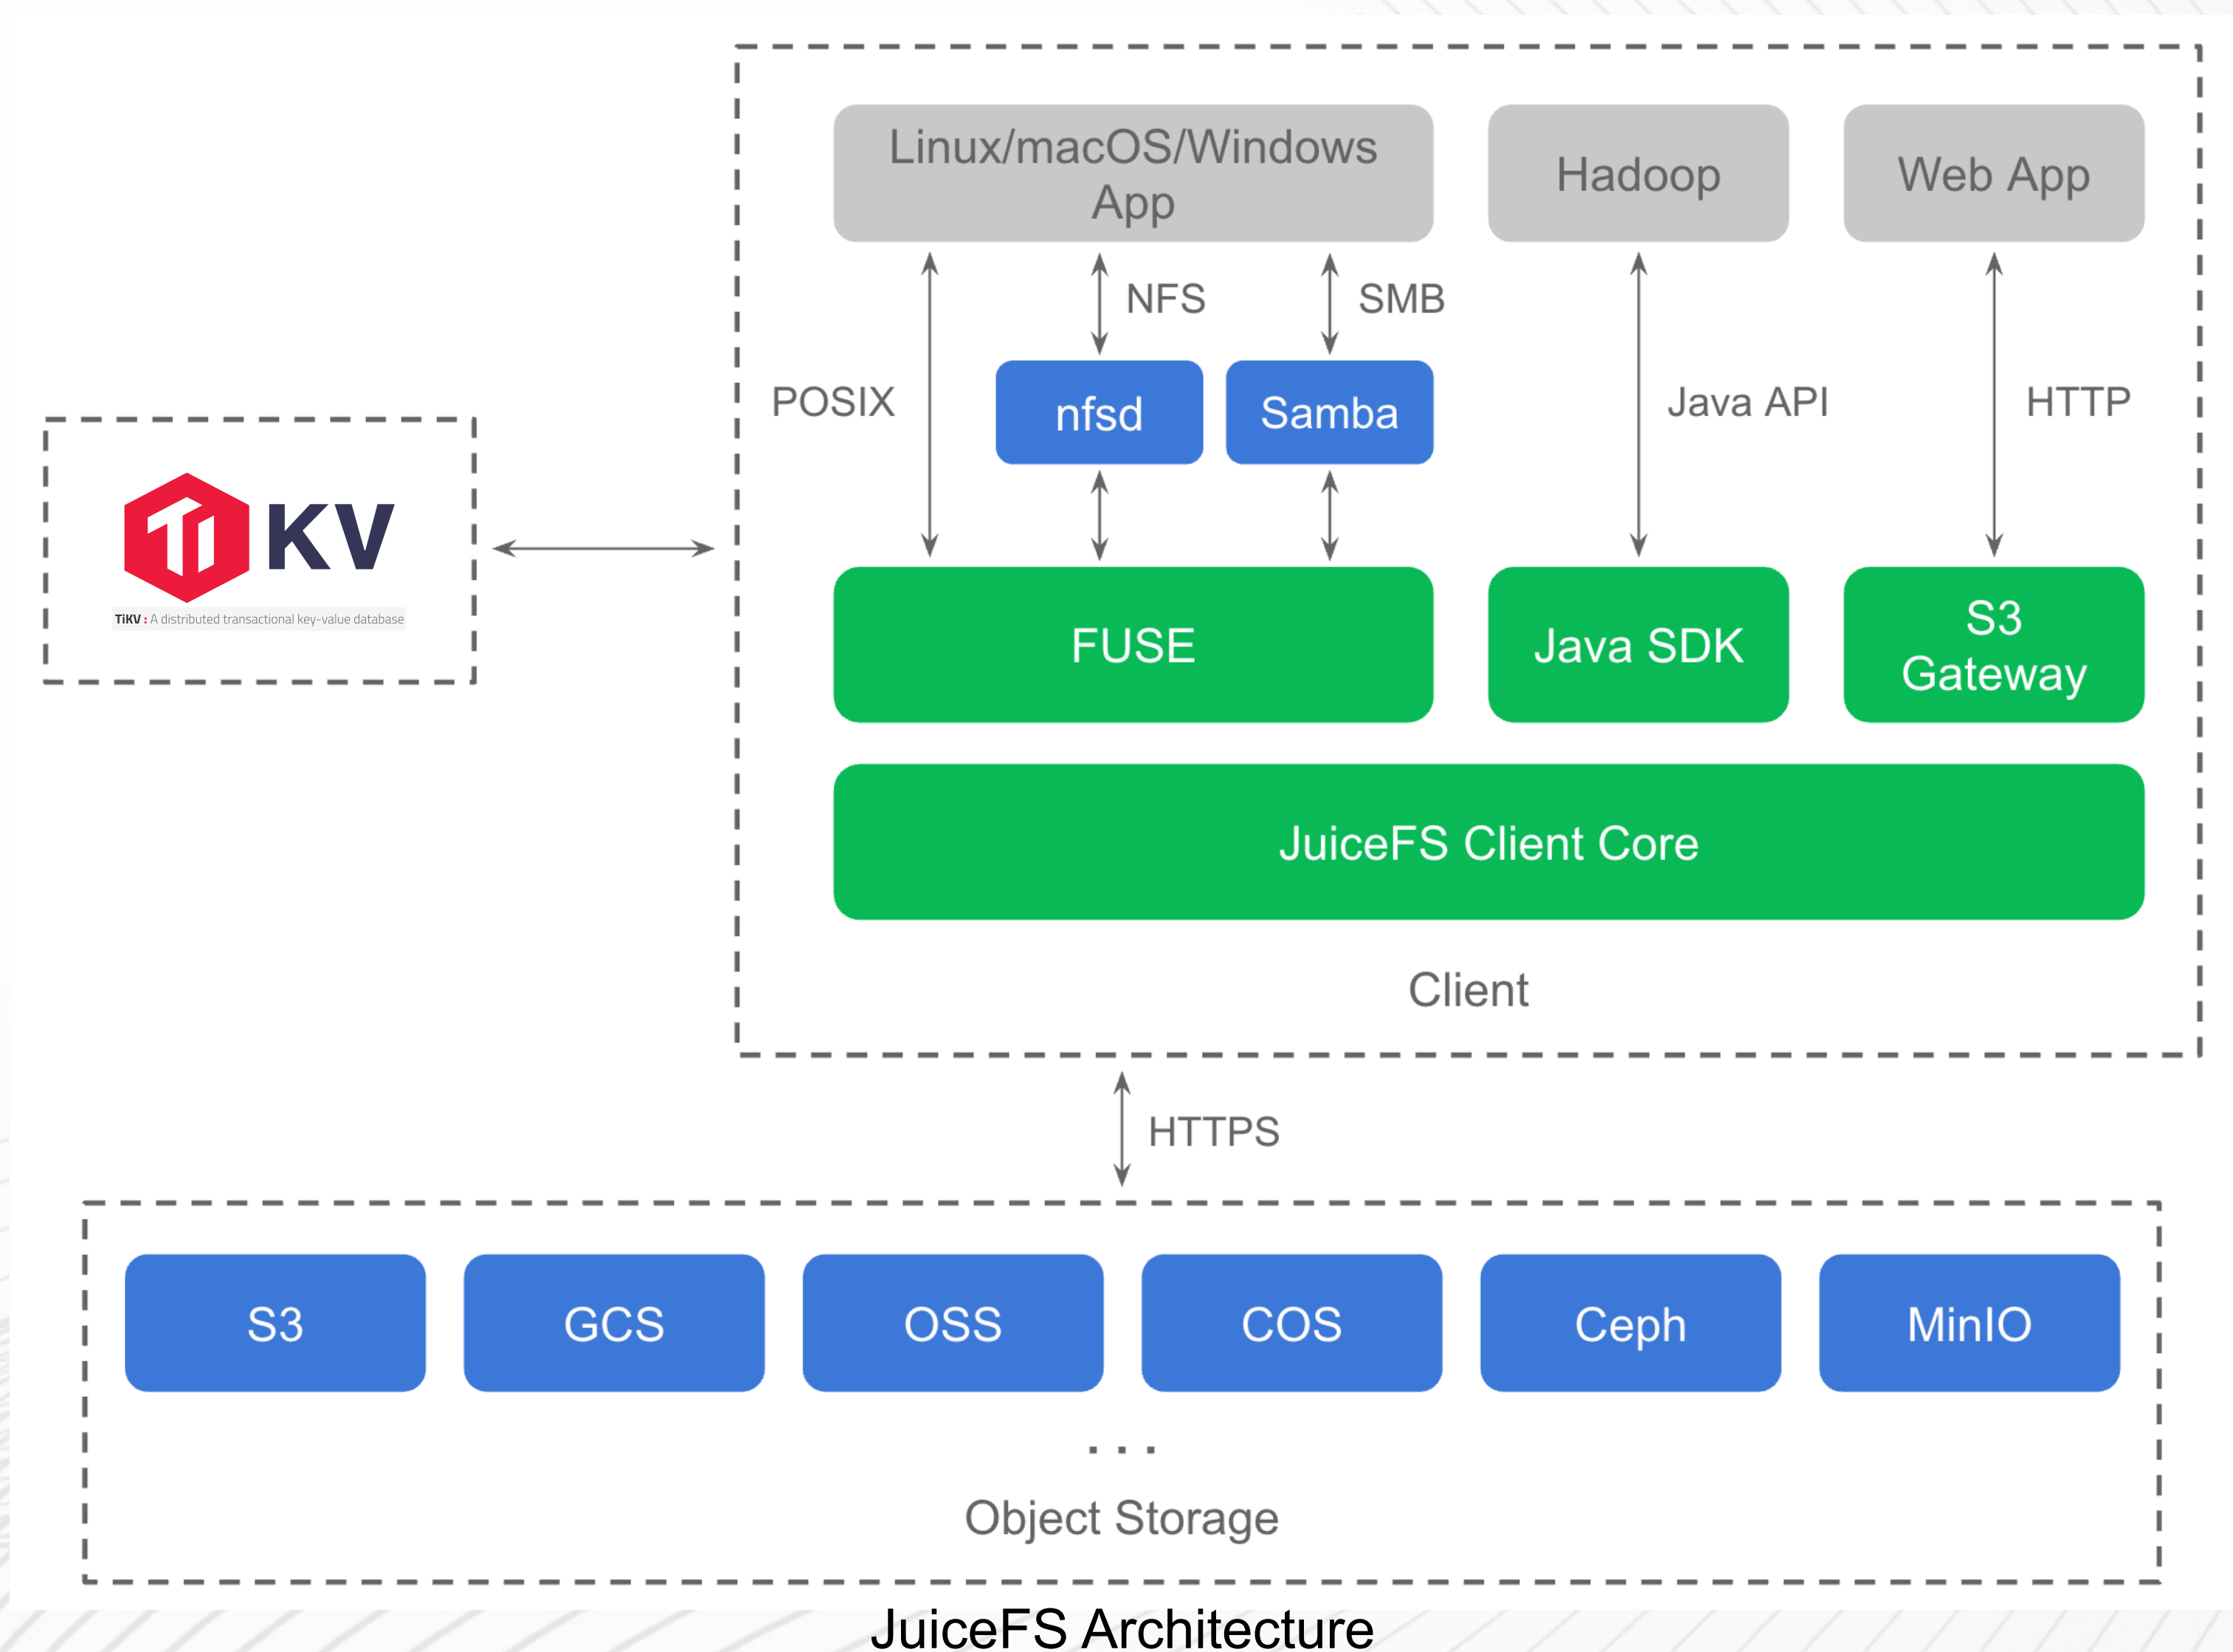 Linux/macOS/Windows
App
Hadoop
Web App
NFS
SMB
POSIX
nfsd
Samba
Java API
HTTP
Ti KV
TiKV : A distributed transactional key-value database
FUSE
Java SDK
S3
Gateway
JuiceFS Client Core
Client
HTTPS
S3
GCS
OSS
COS
Ceph
MinIO
...
Object Storage
JuiceFS Architecture